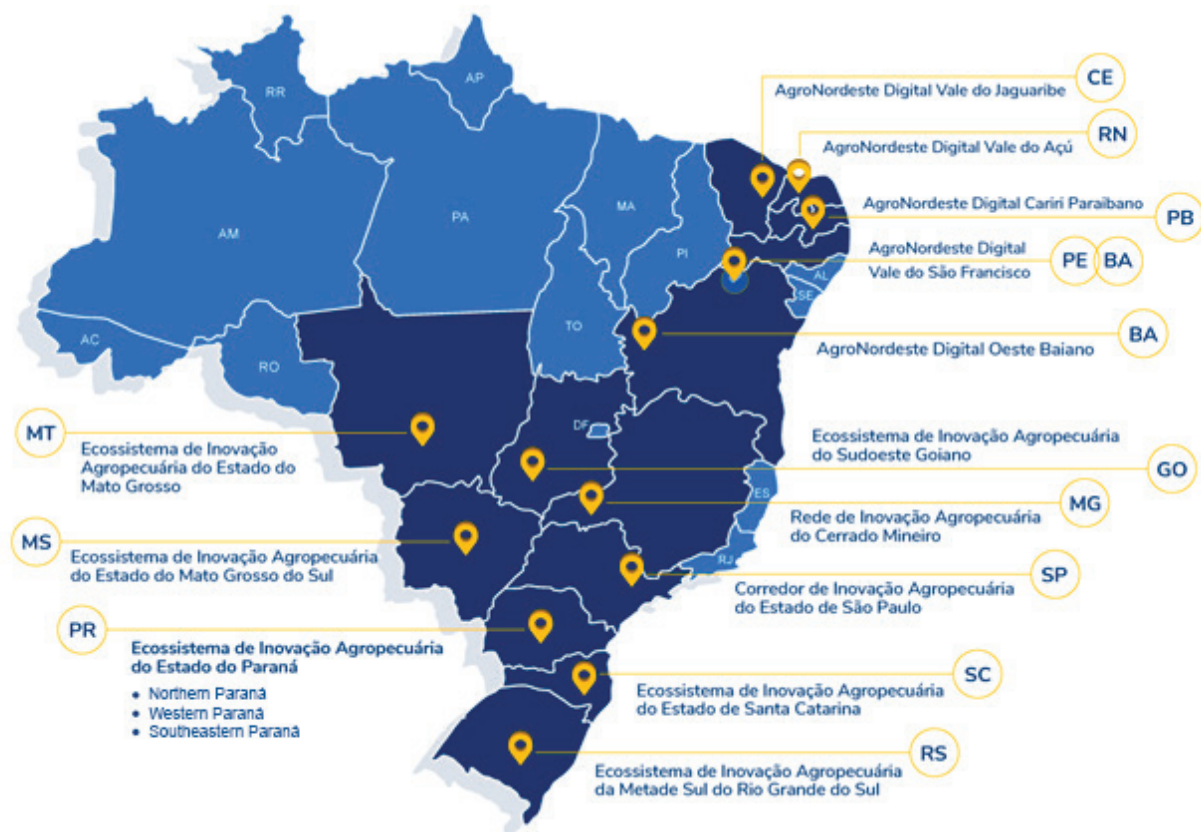 RR
AP
AM
PA
MA
PI
AC
RO
TO
AL
SE
DF
ES
RJ
CE
AgroNordeste Digital Vale do Jaguaribe
RN
AgroNordeste Digital Vale do Açú
AgroNordeste Digital Cariri Paraibano
PB
AgroNordeste Digital
Vale do São Francisco
PE BA
BA
AgroNordeste Digital Oeste Baiano
MT
Ecossistema de Inovação
Agropecuária do Estado do
Mato Grosso
Ecossistema de Inovação Agropecuária
do Sudoeste Goiano
GO
MG
Rede de Inovação Agropecuária
do Cerrado Mineiro
MS
Ecossistema de Inovação Agropecuária
do Estado do Mato Grosso do Sul
SP
Corredor de Inovação Agropecuária
do Estado de São Paulo
PR
Ecossistema de Inovação Agropecuária
do Estado do Paraná
• Northern Paraná
• Western Paraná
• Southeastern Paraná
SC
Ecossistema de Inovação Agropecuária
do Estado de Santa Catarina
RS
Ecossistema de Inovação Agropecuária
da Metade Sul do Rio Grande do Sul